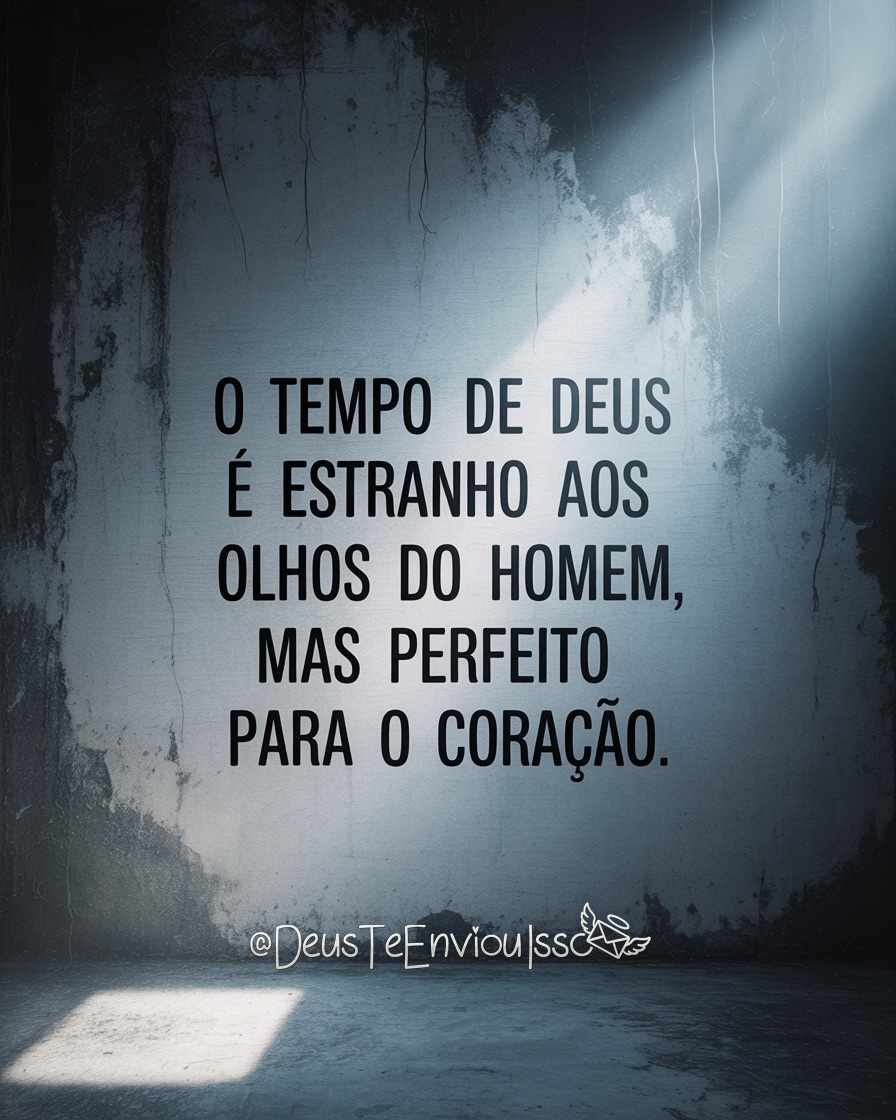 O TEMPO DE DEUS
É ESTRANHO AOS
OLHOS DO HOMEM,
MAS PERFEITO
PARA O CORAÇÃO.
@DeusTeEnviouIsso